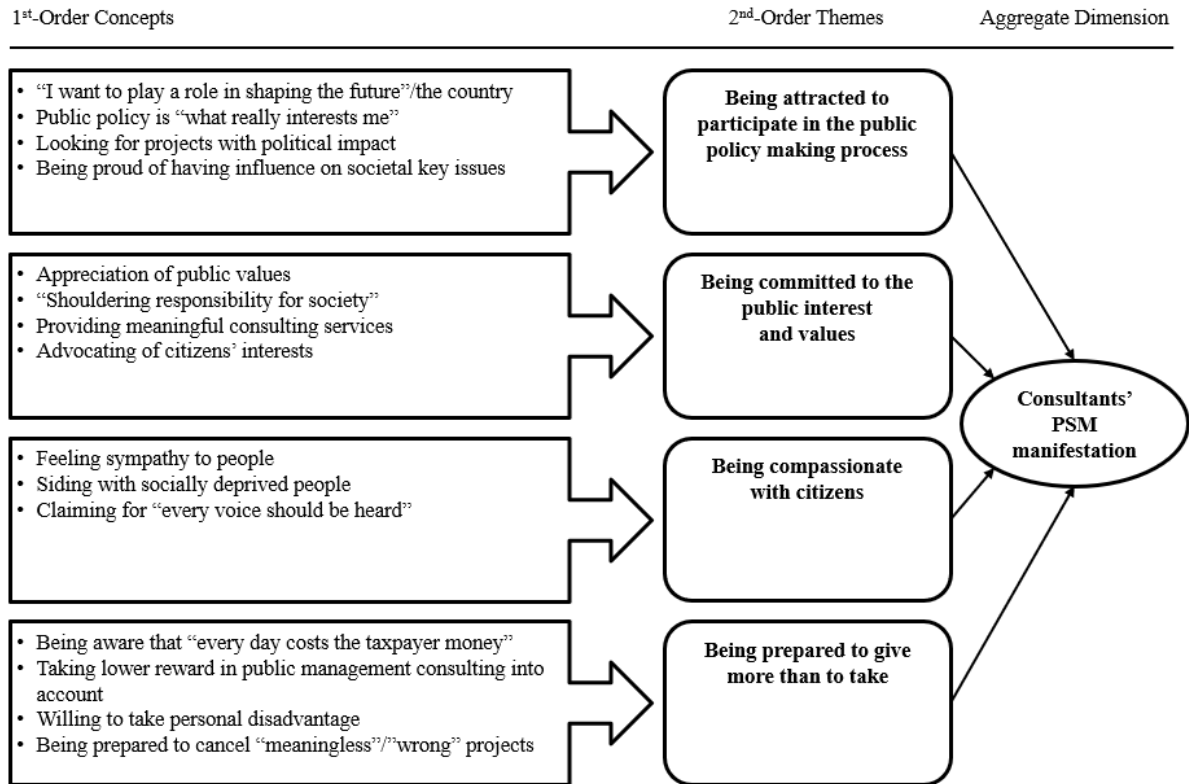 1st-Order Concepts
2nd-Order Themes
Aggregate Dimension
• “I want to play a role in shaping the future”/the country
• Public policy is “what really interests me”
• Looking for projects with political impact
• Being proud of having influence on societal key issues
Being attracted to
participate in the public
policy making process
• Appreciation of public values
• “Shouldering responsibility for society”
• Providing meaningful consulting services
• Advocating of citizens’ interests
Being committed to the
public interest
and values
• Feeling sympathy to people
• Siding with socially deprived people
• Claiming for “every voice should be heard”
Being compassionate
with citizens
• Being aware that “every day costs the taxpayer money”
• Taking lower reward in public management consulting into
account
• Willing to take personal disadvantage
• Being prepared to cancel “meaningless”/”wrong” projects
Being prepared to give
more than to take
Consultants’
PSM
manifestation